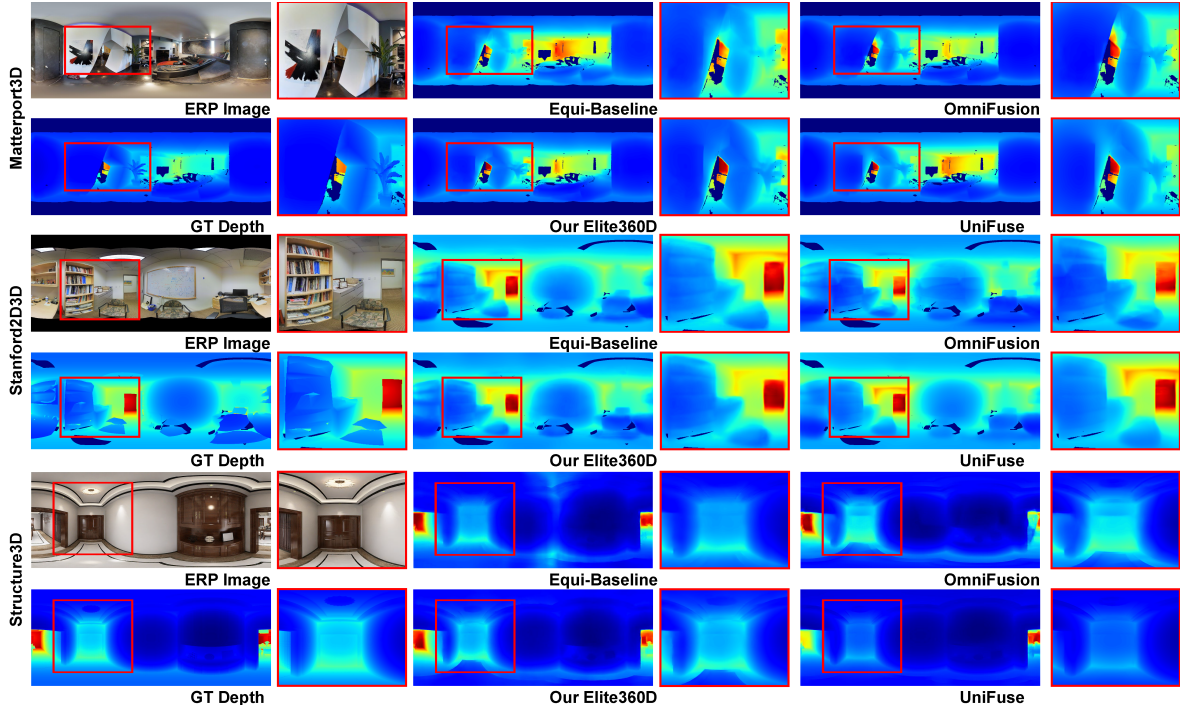 Matterport3D
ERP Image
Equi-Baseline
OmniFusion
GT Depth
Our Elite360D
UniFuse
Stanford2D3D
ERP Image
Equi-Baseline
OmniFusion
GT Depth
Our Elite360D
UniFuse
Structure3D
ERP Image
Equi-Baseline
OmniFusion
GT Depth
Our Elite360D
UniFuse